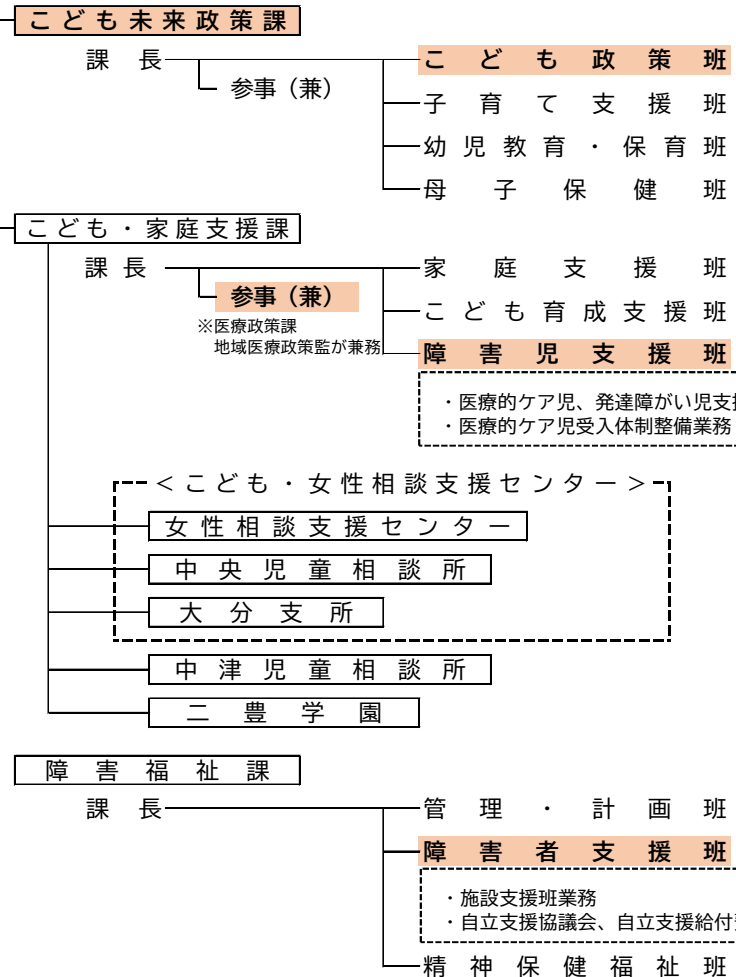 こども未来政策課
課長
参事（兼）
こども政策班
子育て支援班
幼児教育・保育班
母子保健班
こども・家庭支援課
課長
参事（兼）
※医療政策課
地域医療政策監が兼務
家庭支援班
こども育成支援班
障害児支援班
・医療的ケア児、発達障がい児支
・医療的ケア児受入体制整備業務
＜こども・女性相談支援センター＞
女性相談支援センター
中央児童相談所
大分支所
中津児童相談所
二豊学園
障害福祉課
課長
管理・計画班
障害者支援班
・施設支援班業務
・自立支援協議会、自立支援給付
精神保健福祉班